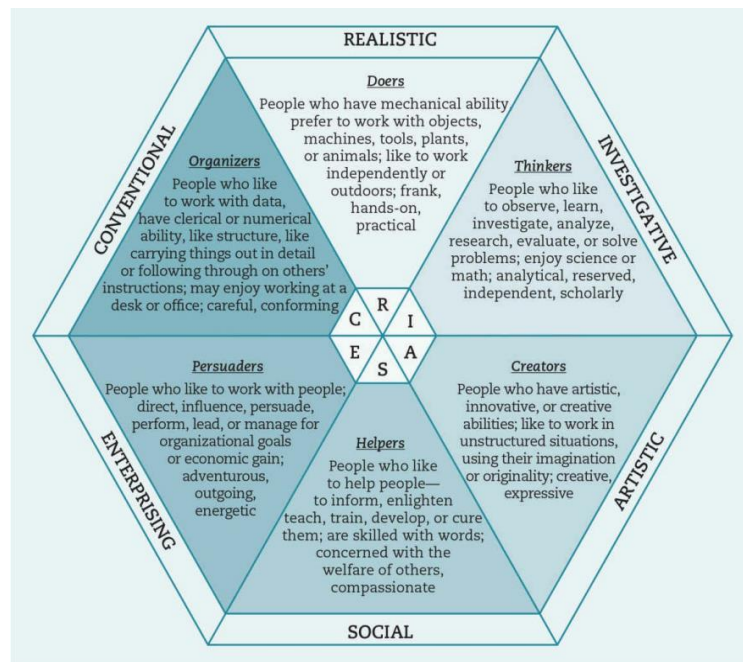 REALISTIC
Doers
People who have mechanical ability
prefer to work with objects,
machines, tools, plants,
or animals; like to work
independently or
outdoors; frank,
hands-on,
practical
INVESTIGATIVE
Thinkers
People who like
to observe, learn,
investigate, analyze,
research, evaluate, or solve
problems; enjoy science or
math; analytical, reserved,
independent, scholarly
ARTISTIC
Creators
People who have artistic,
innovative, or creative
abilities; like to work in
unstructured situations,
using their imagination
or originality; creative,
expressive
SOCIAL
Helpers
People who like
to help people—
to inform, enlighten
teach, train, develop, or cure
them; are skilled with words;
concerned with the
welfare of others,
compassionate
ENTERPRISING
Persuaders
People who like to work with people;
direct, influence, persuade,
perform, lead, or manage for
organizational goals
or economic gain;
adventurous,
outgoing,
energetic
CONVENTIONAL
Organizers
People who like
to work with data,
have clerical or numerical
ability, like structure, like
carrying things out in detail
or following through on others’
instructions; may enjoy working at a
desk or office; careful, conforming
R
I
A
S
E
C